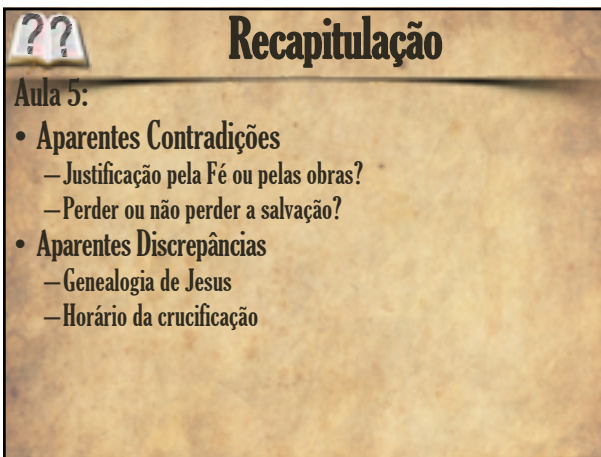 ??
Recapitulação
Aula 5:
• Aparentes Contradições
–Justificação pela Fé ou pelas obras?
–Perder ou não perder a salvação?
• Aparentes Discrepâncias
–Genealogia de Jesus
–Horário da crucificação